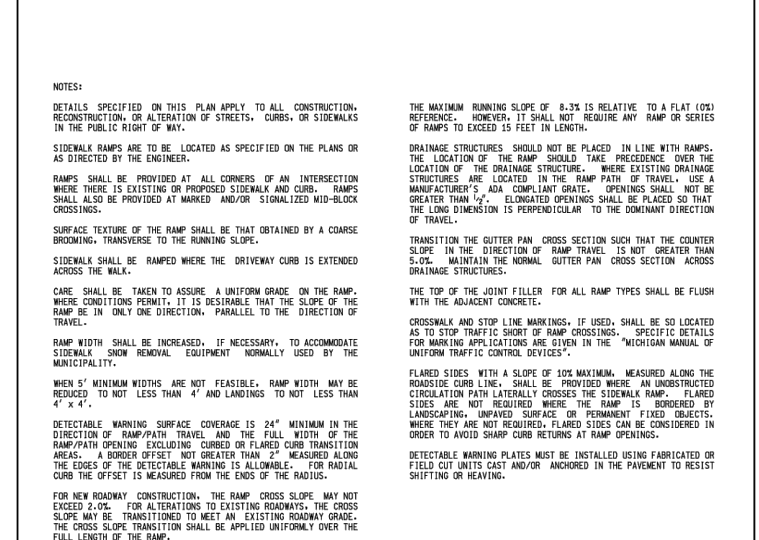 NOTES:
DETAILS SPECIFIED ON THIS PLAN APPLY TO ALL CONSTRUCTION,
RECONSTRUCTION, OR ALTERATION OF STREETS, CURBS, OR SIDEWALKS
IN THE PUBLIC RIGHT OF WAY.
SIDEWALK RAMPS ARE TO BE LOCATED AS SPECIFIED ON THE PLANS OR
AS DIRECTED BY THE ENGINEER.
RAMPS SHALL BE PROVIDED AT ALL CORNERS OF AN INTERSECTION
WHERE THERE IS EXISTING OR PROPOSED SIDEWALK AND CURB. RAMPS
SHALL ALSO BE PROVIDED AT MARKED AND/OR SIGNALIZED MID-BLOCK
CROSSINGS.
SURFACE TEXTURE OF THE RAMP SHALL BE THAT OBTAINED BY A COARSE
BROOMING, TRANSVERSE TO THE RUNNING SLOPE.
SIDEWALK SHALL BE RAMPED WHERE THE DRIVEWAY CURB IS EXTENDED
ACROSS THE WALK.
CARE SHALL BE TAKEN TO ASSURE A UNIFORM GRADE ON THE RAMP.
WHERE CONDITIONS PERMIT, IT IS DESIRABLE THAT THE SLOPE OF THE
RAMP BE IN ONLY ONE DIRECTION, PARALLEL TO THE DIRECTION OF
TRAVEL.
RAMP WIDTH SHALL BE INCREASED, IF NECESSARY, TO ACCOMMODATE
SIDEWALK SNOW REMOVAL EQUIPMENT NORMALLY USED BY THE
MUNICIPALITY.
WHEN 5' MINIMUM WIDTHS ARE NOT FEASIBLE, RAMP WIDTH MAY BE
REDUCED TO NOT LESS THAN 4' AND LANDINGS TO NOT LESS THAN
4' x 4'.
DETECTABLE WARNING SURFACE COVERAGE IS 24" MINIMUM IN THE
DIRECTION OF RAMP/PATH TRAVEL AND THE FULL WIDTH OF THE
RAMP/PATH OPENING EXCLUDING CURBED OR FLARED CURB TRANSITION
AREAS. A BORDER OFFSET NOT GREATER THAN 2" MEASURED ALONG
THE EDGES OF THE DETECTABLE WARNING IS ALLOWABLE. FOR RADIAL
CURB THE OFFSET IS MEASURED FROM THE ENDS OF THE RADIUS.
FOR NEW ROADWAY CONSTRUCTION, THE RAMP CROSS SLOPE MAY NOT
EXCEED 2.0%. FOR ALTERATIONS TO EXISTING ROADWAYS, THE CROSS
SLOPE MAY BE TRANSITIONED TO MEET AN EXISTING ROADWAY GRADE.
THE CROSS SLOPE TRANSITION SHALL BE APPLIED UNIFORMLY OVER THE
FULL LENGTH OF THE RAMP.
THE MAXIMUM RUNNING SLOPE OF 8.3% IS RELATIVE TO A FLAT (0%)
REFERENCE. HOWEVER, IT SHALL NOT REQUIRE ANY RAMP OR SERIES
OF RAMPS TO EXCEED 15 FEET IN LENGTH.
DRAINAGE STRUCTURES SHOULD NOT BE PLACED IN LINE WITH RAMPS.
THE LOCATION OF THE RAMP SHOULD TAKE PRECEDENCE OVER THE
LOCATION OF THE DRAINAGE STRUCTURE. WHERE EXISTING DRAINAGE
STRUCTURES ARE LOCATED IN THE RAMP PATH OF TRAVEL, USE A
MANUFACTURER'S ADA COMPLIANT GRATE. OPENINGS SHALL NOT BE
GREATER THAN 1/2". ELONGATED OPENINGS SHALL BE PLACED SO THAT
THE LONG DIMENSION IS PERPENDICULAR TO THE DOMINANT DIRECTION
OF TRAVEL.
TRANSITION THE GUTTER PAN CROSS SECTION SUCH THAT THE COUNTER
SLOPE IN THE DIRECTION OF RAMP TRAVEL IS NOT GREATER THAN
5.0%. MAINTAIN THE NORMAL GUTTER PAN CROSS SECTION ACROSS
DRAINAGE STRUCTURES.
THE TOP OF THE JOINT FILLER FOR ALL RAMP TYPES SHALL BE FLUSH
WITH THE ADJACENT CONCRETE.
CROSSWALK AND STOP LINE MARKINGS, IF USED, SHALL BE SO LOCATED
AS TO STOP TRAFFIC SHORT OF RAMP CROSSINGS. SPECIFIC DETAILS
FOR MARKING APPLICATIONS ARE GIVEN IN THE "MICHIGAN MANUAL OF
UNIFORM TRAFFIC CONTROL DEVICES".
FLARED SIDES WITH A SLOPE OF 10% MAXIMUM, MEASURED ALONG THE
ROADSIDE CURB LINE, SHALL BE PROVIDED WHERE AN UNOBSTRUCTED
CIRCULATION PATH LATERALLY CROSSES THE SIDEWALK RAMP. FLARED
SIDES ARE NOT REQUIRED WHERE THE RAMP IS BORDERED BY
LANDSCAPING, UNPAVED SURFACE OR PERMANENT FIXED OBJECTS.
WHERE THEY ARE NOT REQUIRED, FLARED SIDES CAN BE CONSIDERED IN
ORDER TO AVOID SHARP CURB RETURNS AT RAMP OPENINGS.
DETECTABLE WARNING PLATES MUST BE INSTALLED USING FABRICATED OR
FIELD CUT UNITS CAST AND/OR ANCHORED IN THE PAVEMENT TO RESIST
SHIFTING OR HEAVING.